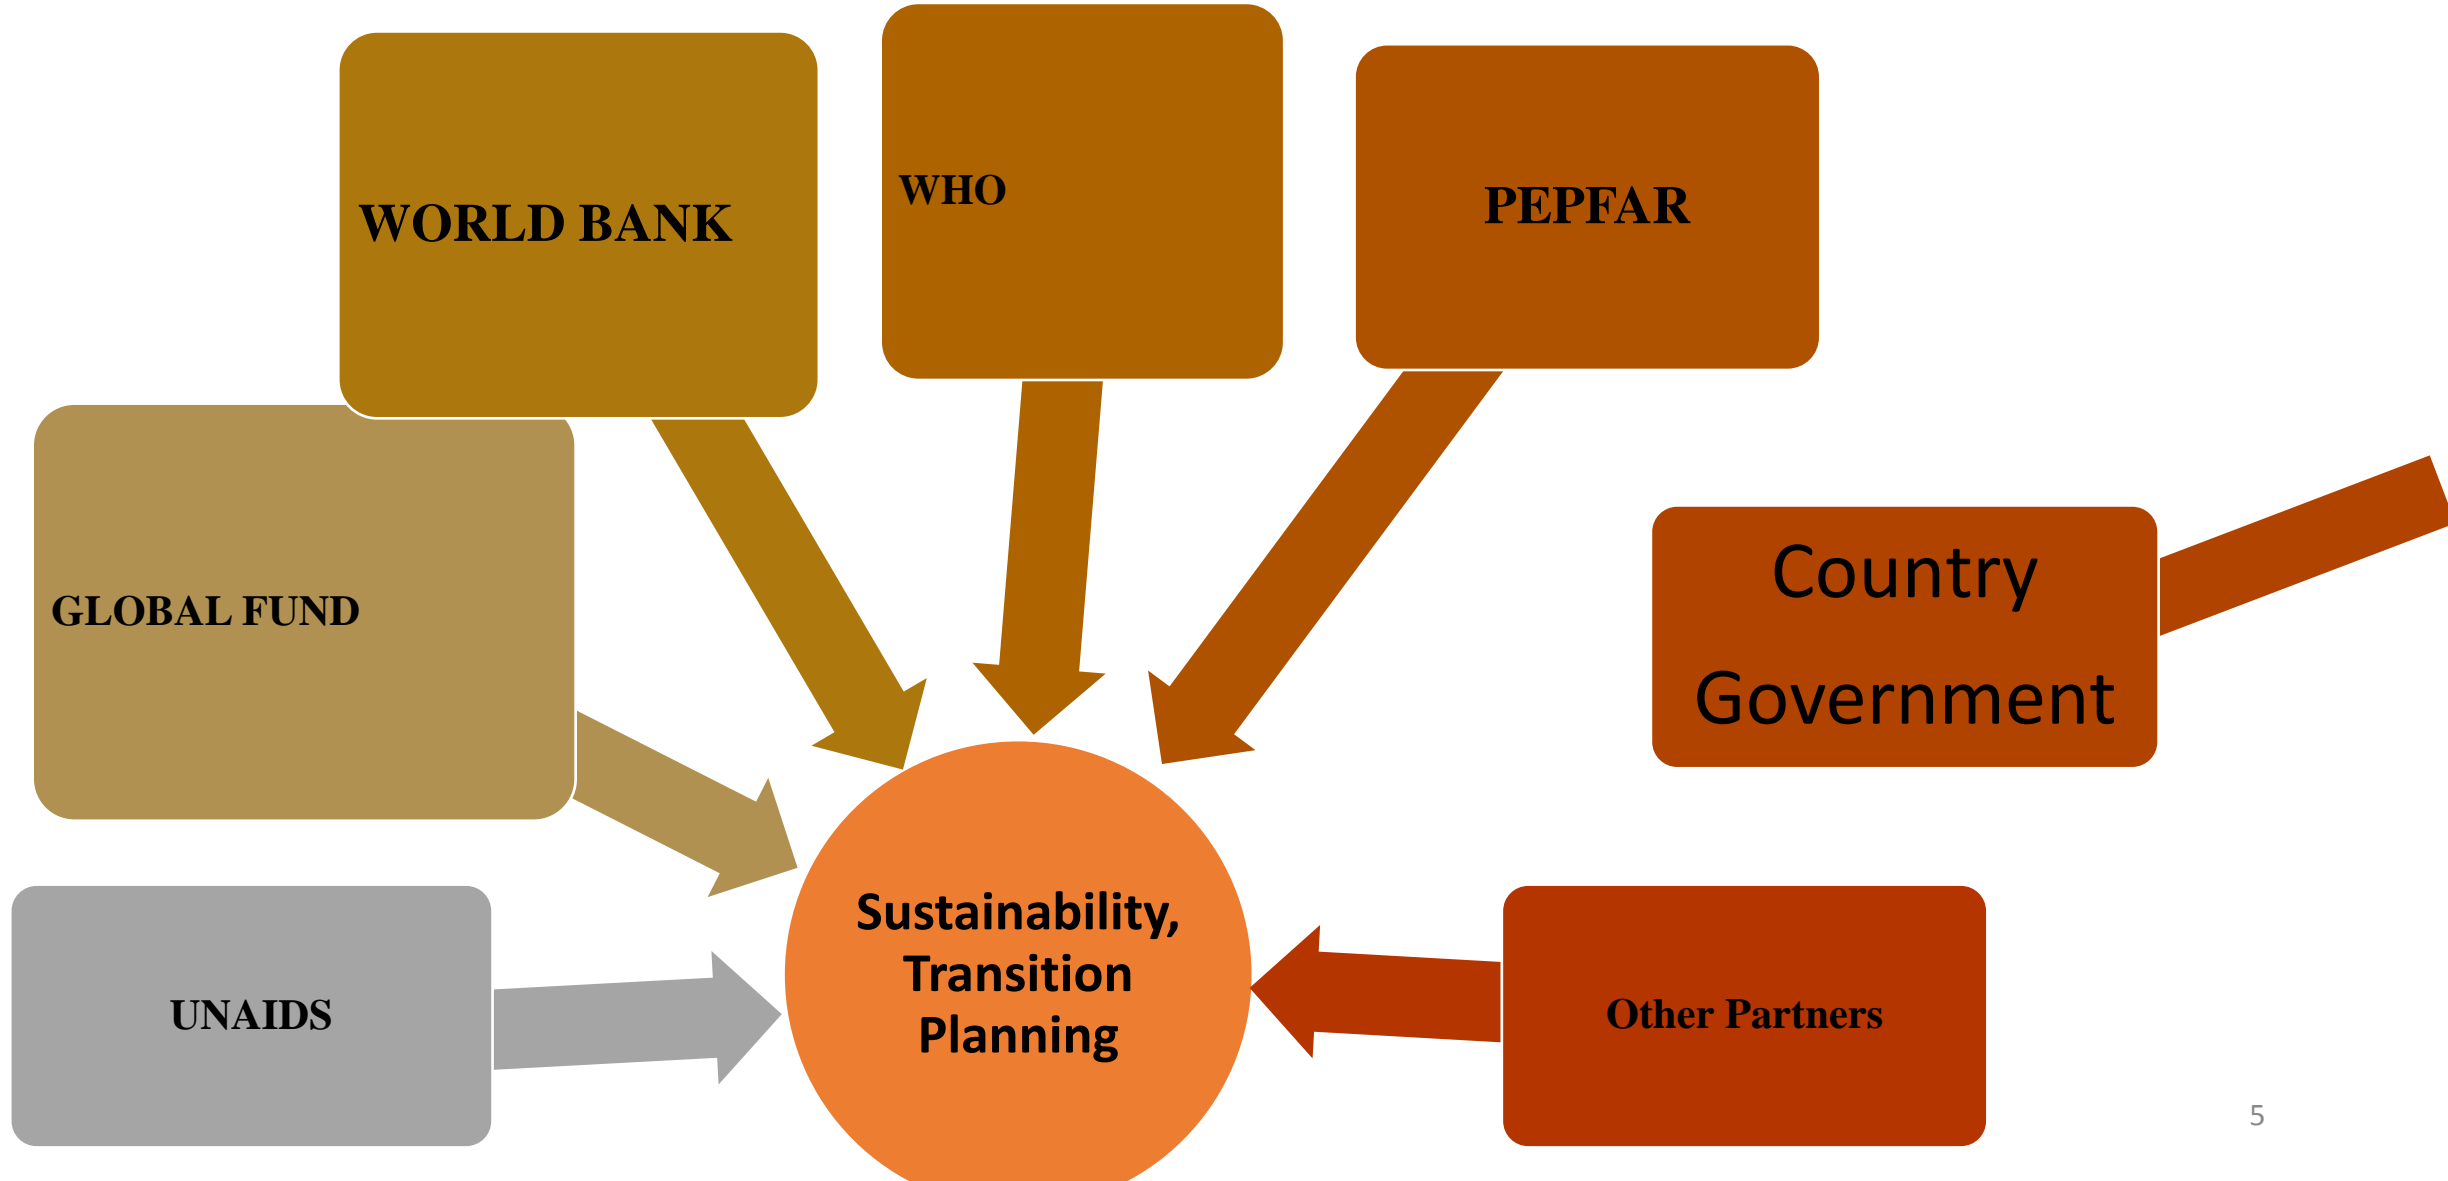 WORLD BANK
WHO
PEPFAR
GLOBAL FUND
Country
Government
UNAIDS
Sustainability,
Transition
Planning
Other Partners
5